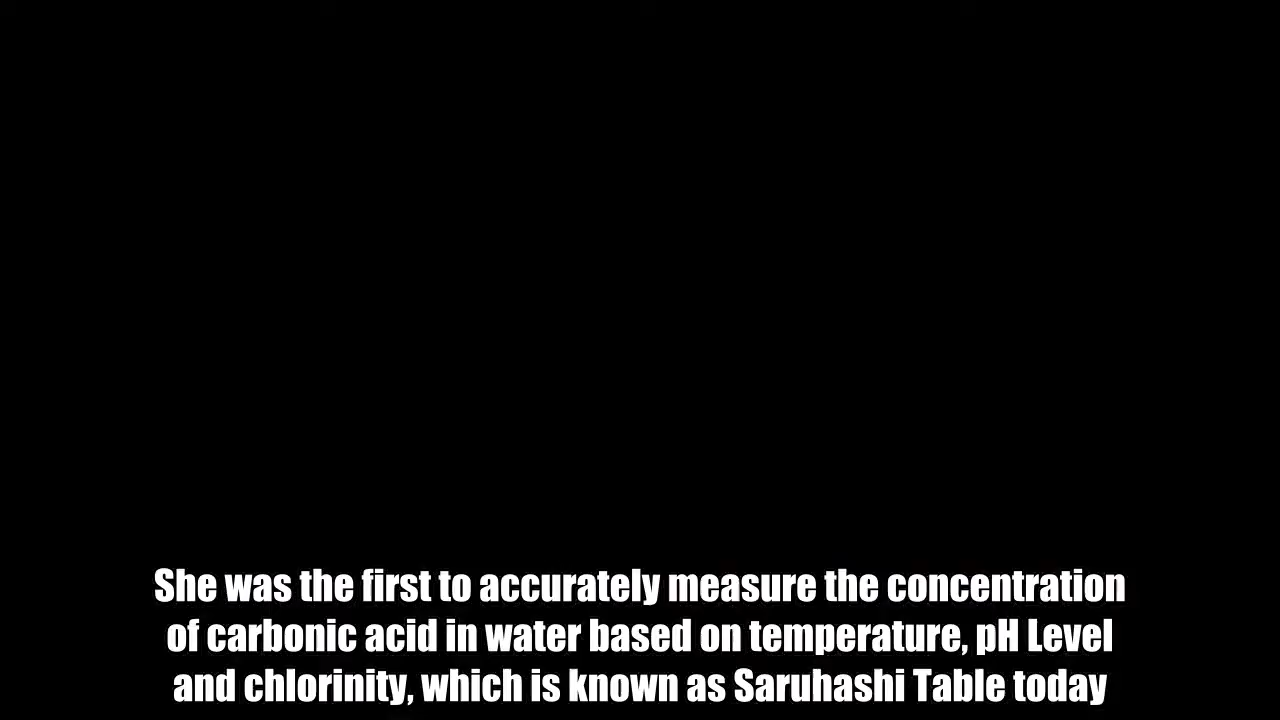 She was the first to accurately measure the concentration
of carbonic acid in water based on temperature, pH Level
and chlorinity, which is known as Saruhashi Table today